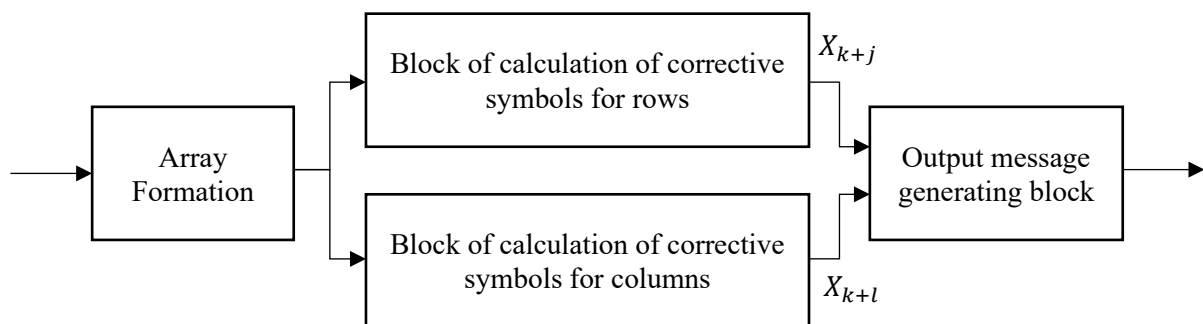 Array
Formation
Block of calculation of corrective
symbols for rows
X_{k+j}
Block of calculation of corrective
symbols for columns
X_{k+l}
Output message
generating block